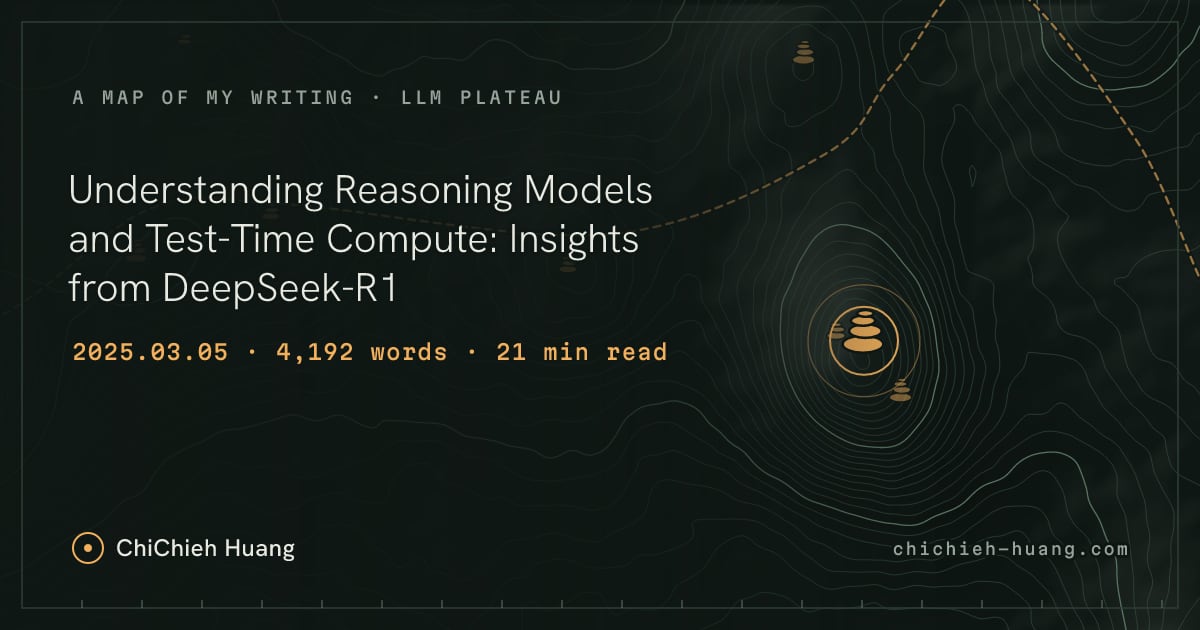 A MAP OF MY WRITING · LLM PLATEAU
Understanding Reasoning Models
and Test-Time Compute: Insights
from DeepSeek-R1
2025.03.05 · 4,192 words · 21 min read
ChiChieh Huang
chichieh-huang.com